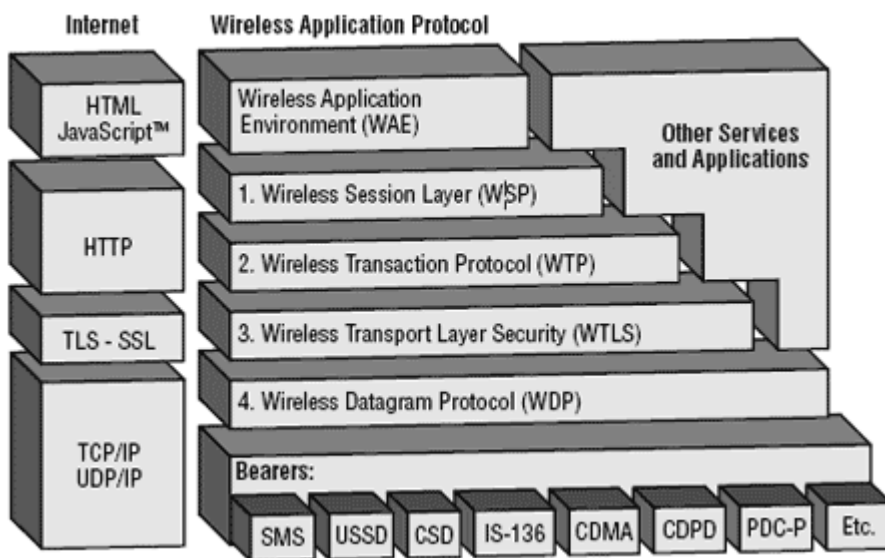 Internet
Wireless Application Protocol
HTML
JavaScript™
HTTP
TLS - SSL
TCP/IP
UDP/IP
Wireless Application
Environment (WAE)
1. Wireless Session Layer (WSP)
2. Wireless Transaction Protocol (WTP)
3. Wireless Transport Layer Security (WTLS)
4. Wireless Datagram Protocol (WDP)
Other Services
and Applications
Bearers:
SMS
USSD
CSD
IS-136
CDMA
CDPD
PDC-P
Etc.